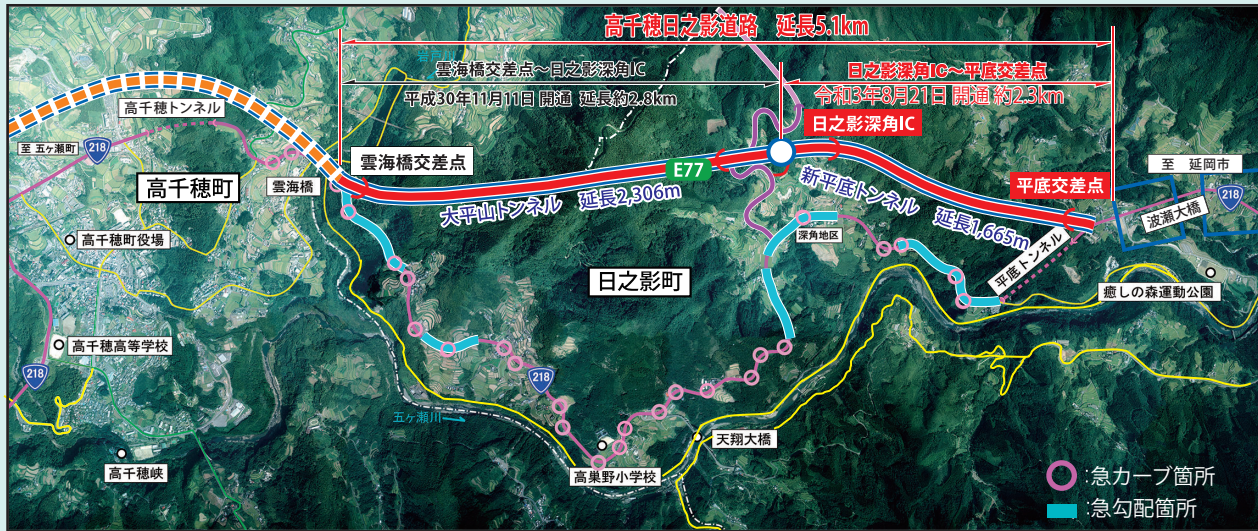 高千穂日之影道路 延長5.1km
雲海橋交差点～日之影深角IC
平成30年11月11日 開通 延長約2.8km
日之影深角IC～平底交差点
令和3年8月21日 開通 約2.3km
日之影深角IC
高千穂トンネル
至 五ヶ瀬町
218
雲海橋交差点
E77
至 延岡市
218
高千穂町
雲海橋
大平山トンネル 延長2,306m
新平底トンネル 延長1,665m
平底交差点
波瀬大橋
高千穂町役場
深角地区
平底トンネル
日之影町
癒しの森運動公園
高千穂高等学校
218
218
五ヶ瀬川
天翔大橋
高千穂峡
高巣野小学校
:急カーブ箇所
:急勾配箇所